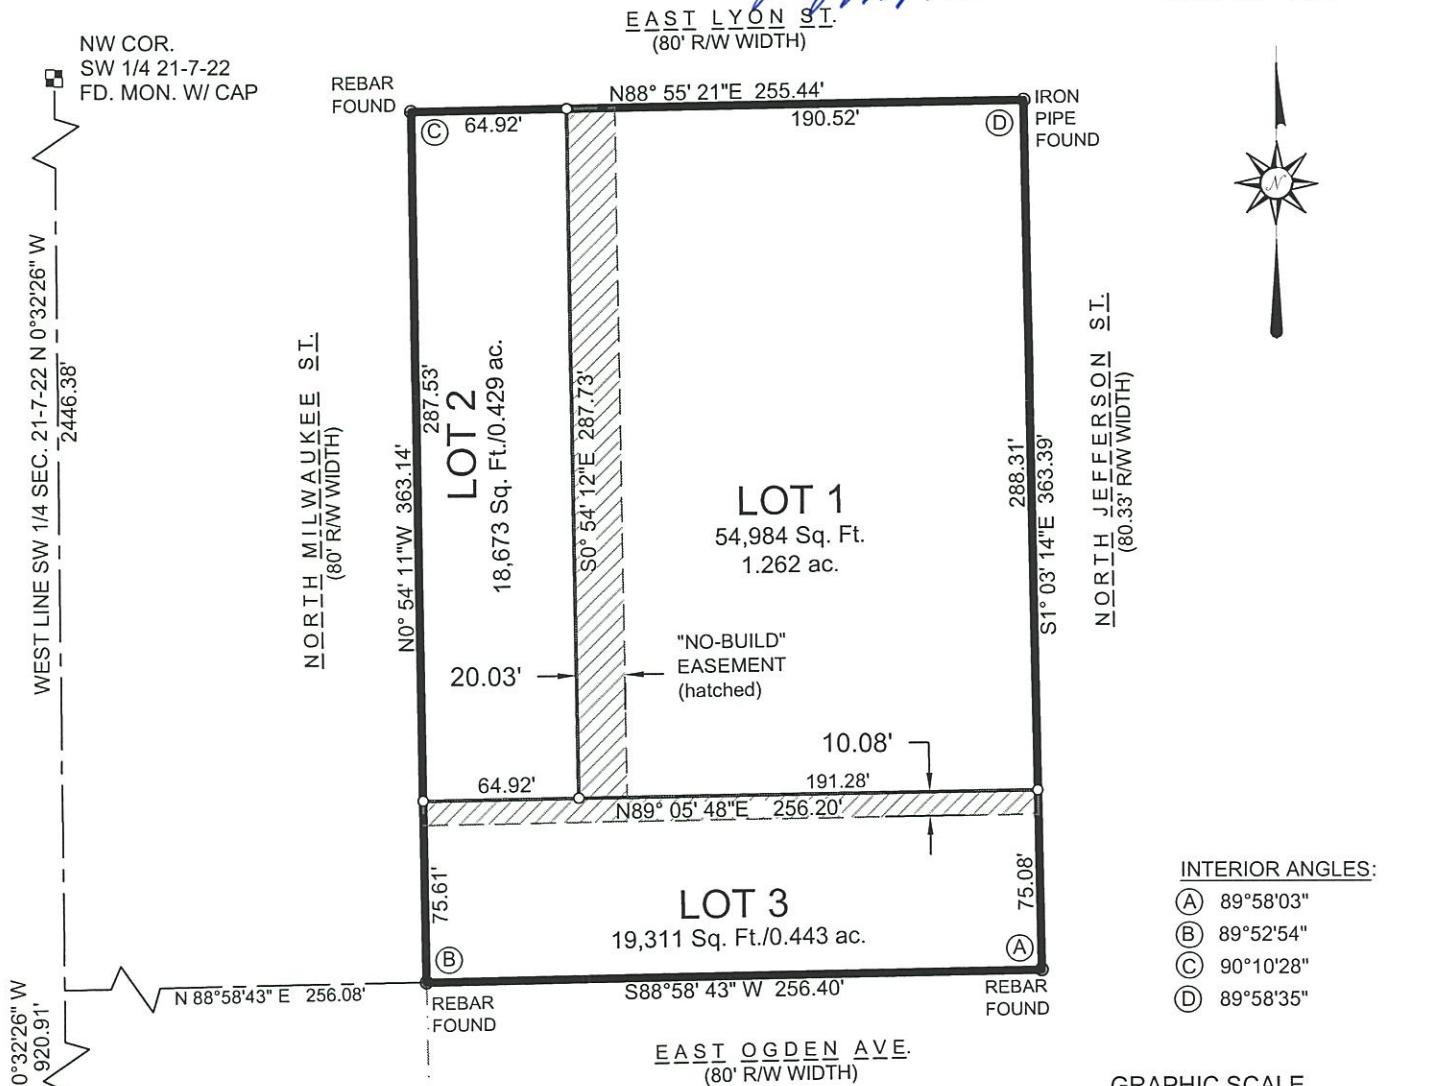 EAST LYON ST.
(80' R/W WIDTH)
NW COR.
SW 1/4 21-7-22
FD. MON. W/ CAP
REBAR
FOUND
N88° 55' 21"E 255.44'
IRON
PIPE
FOUND
C
64.92'
190.52'
D
N
WEST LINE SW 1/4 SEC. 21-7-22 N 0°32'26" W
2446.38'
NORTH MILWAUKEE ST.
(80' R/W WIDTH)
N0° 54' 11"W 363.14'
287.53'
LOT 2
18,673 Sq. Ft./0.429 ac.
S0° 54' 12"E 287.73'
LOT 1
54,984 Sq. Ft.
1.262 ac.
288.31'
S1° 03' 14"E 363.39'
NORTH JEFFERSON ST.
(80.33' R/W WIDTH)
20.03'
"NO-BUILD"
EASEMENT
(hatched)
10.08'
64.92'
191.28'
N89° 05' 48"E 256.20'
75.61'
LOT 3
19,311 Sq. Ft./0.443 ac.
75.08'
B
A
INTERIOR ANGLES:
A 89°58'03"
B 89°52'54"
C 90°10'28"
D 89°58'35"
N 88°58'43" E 256.08'
REBAR
FOUND
S88°58' 43" W 256.40'
REBAR
FOUND
0°32'26" W
920.91'
EAST OGDEN AVE.
(80' R/W WIDTH)
GRAPHIC SCALE